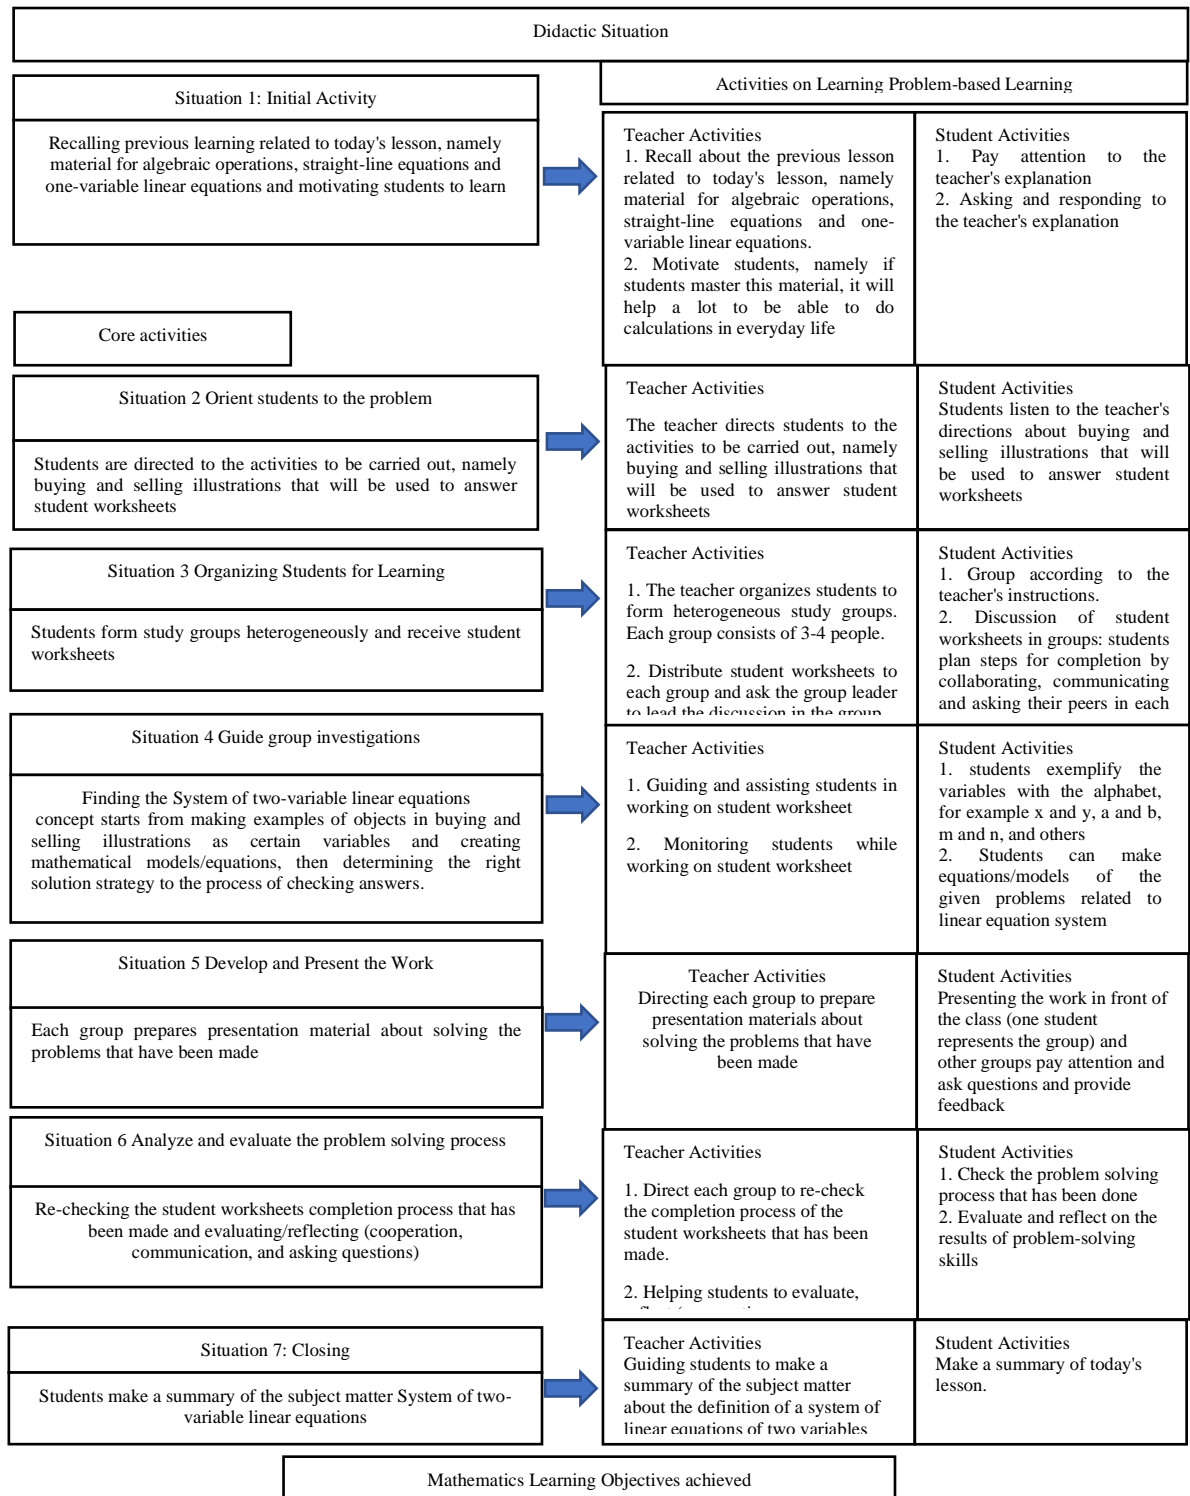 Didactic Situation
Activities on Learning Problem-based Learning
Situation 1: Initial Activity
Recalling previous learning related to today's lesson, namely
material for algebraic operations, straight-line equations and
one-variable linear equations and motivating students to learn
Teacher Activities
1. Recall about the previous lesson
related to today's lesson, namely
material for algebraic operations,
straight-line equations and one-
variable linear equations.
2. Motivate students, namely if
students master this material, it will
help a lot to be able to do
calculations in everyday life
Student Activities
1. Pay attention to the
teacher's explanation
2. Asking and responding to
the teacher's explanation
Core activities
Situation 2 Orient students to the problem
Students are directed to the activities to be carried out, namely
buying and selling illustrations that will be used to answer
student worksheets
Teacher Activities
The teacher directs students to the
activities to be carried out, namely
buying and selling illustrations that
will be used to answer student
worksheets
Student Activities
Students listen to the teacher's
directions about buying and
selling illustrations that will
be used to answer student
worksheets
Situation 3 Organizing Students for Learning
Students form study groups heterogeneously and receive student
worksheets
Teacher Activities
1. The teacher organizes students to
form heterogeneous study groups.
Each group consists of 3-4 people.
2. Distribute student worksheets to
each group and ask the group leader
to lead the discussion in the group
Student Activities
1. Group according to the
teacher's instructions.
2. Discussion of student
worksheets in groups: students
plan steps for completion by
collaborating, communicating
and asking their peers in each
Situation 4 Guide group investigations
Finding the System of two-variable linear equations
concept starts from making examples of objects in buying and
selling illustrations as certain variables and creating
mathematical models/equations, then determining the right
solution strategy to the process of checking answers.
Teacher Activities
1. Guiding and assisting students in
working on student worksheet
2. Monitoring students while
working on student worksheet
Student Activities
1. students exemplify the
variables with the alphabet,
for example x and y, a and b,
m and n, and others
2. Students can make
equations/models of the
given problems related to
linear equation system
Situation 5 Develop and Present the Work
Each group prepares presentation material about solving the
problems that have been made
Teacher Activities
Directing each group to prepare
presentation materials about
solving the problems that have
been made
Student Activities
Presenting the work in front of
the class (one student
represents the group) and
other groups pay attention and
ask questions and provide
feedback
Situation 6 Analyze and evaluate the problem solving process
Re-checking the student worksheets completion process that has
been made and evaluating/reflecting (cooperation,
communication, and asking questions)
Teacher Activities
1. Direct each group to re-check
the completion process of the
student worksheets that has been
made.
2. Helping students to evaluate,
Student Activities
1. Check the problem solving
process that has been done
2. Evaluate and reflect on the
results of problem-solving
skills
Situation 7: Closing
Students make a summary of the subject matter System of two-
variable linear equations
Teacher Activities
Guiding students to make a
summary of the subject matter
about the definition of a system of
linear equations of two variables
Student Activities
Make a summary of today's
lesson.
Mathematics Learning Objectives achieved